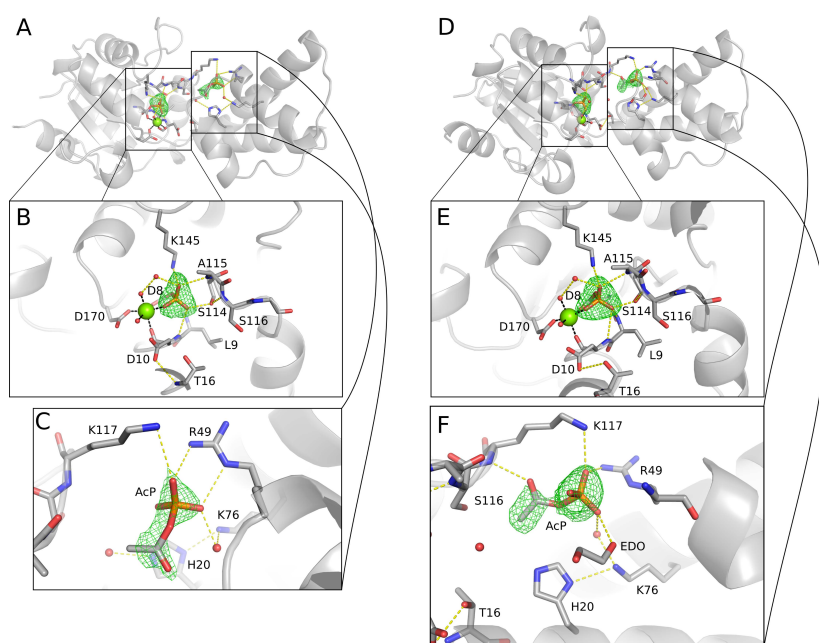 A
D
B
K145
A115
D8
S114
S116
D170
L9
D10
T16
E
K145
A115
D8
S114
S116
D170
L9
D10
T16
C
K117
R49
AcP
K76
H20
F
K117
R49
S116
AcP
EDO
K76
H20
T16